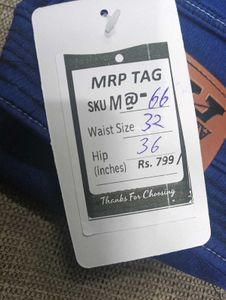 MRP TAG
SKU M@-66
Waist Size 32
Hip 36
(Inches) Rs. 799/
Thanks For Choosing